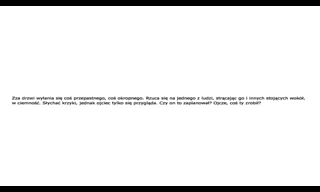 Zza drzwi wyłania się coś przepastnego, coś okropnego. Rzuca się na jednego z ludzi, strącając go i innych stojących wokół,
w ciemność. Słychać krzyki, jednak ojciec tylko się przygląda. Czy on to zaplanował? Ojcze, coś ty zrobił?